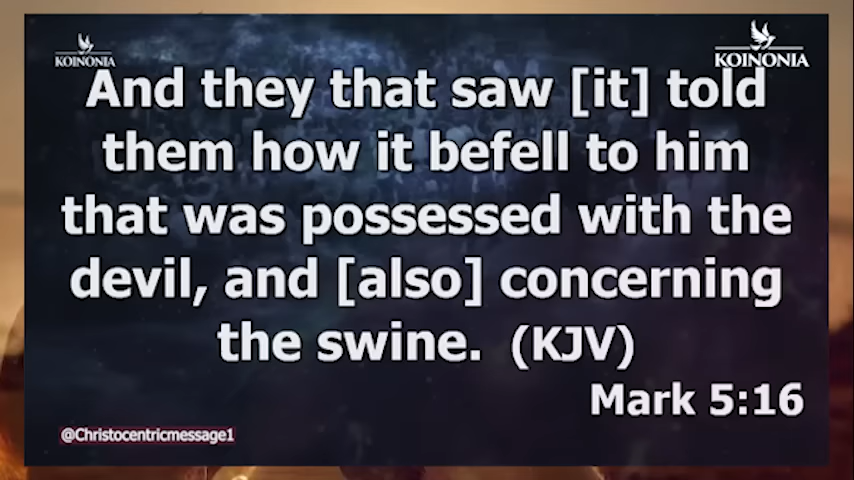 KOINONIA
KOINONIA
And they that saw [it] told
them how it befell to him
that was possessed with the
devil, and [also] concerning
the swine. (KJV)
Mark 5:16
@Christocentricmessage1